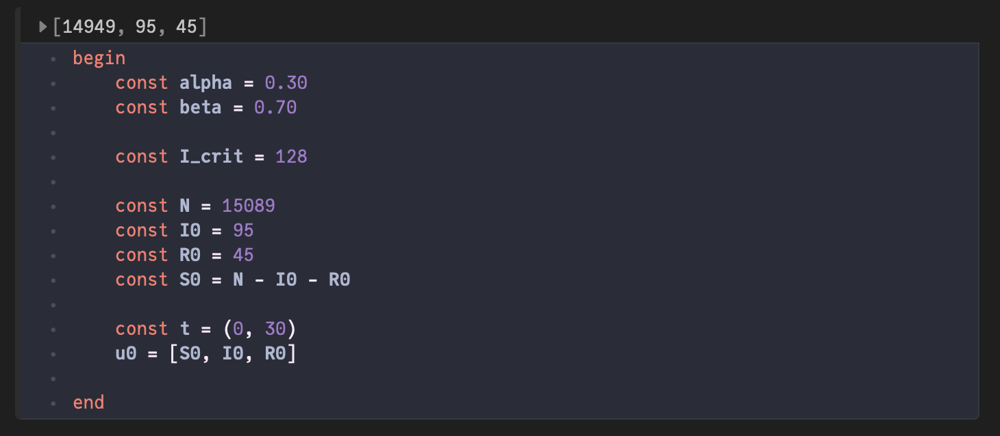 [14949, 95, 45]
begin
    const alpha = 0.30
    const beta = 0.70

    const I_crit = 128

    const N = 15089
    const I0 = 95
    const R0 = 45
    const S0 = N - I0 - R0

    const t = (0, 30)
    u0 = [S0, I0, R0]

end